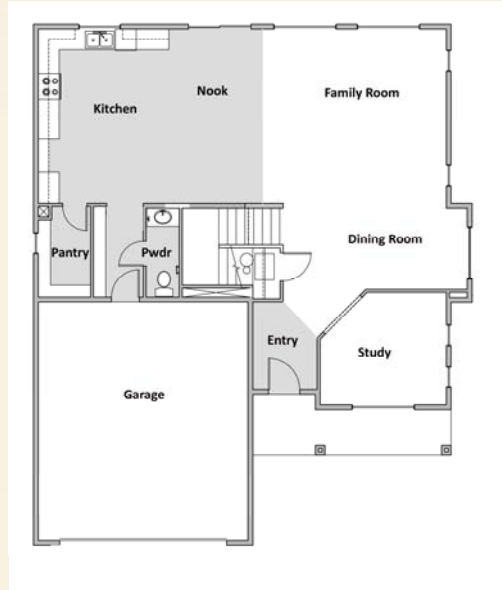 Nook
Family Room
Kitchen
Dining Room
Pantry
Pwdr
Entry
Study
Garage